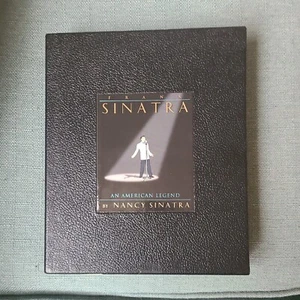 FRANK
SINATRA
AN AMERICAN LEGEND
BY NANCY SINATRA